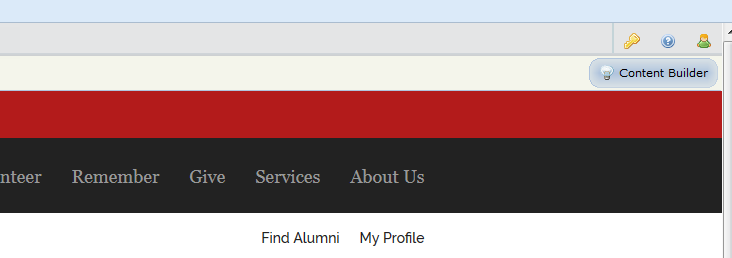 Content Builder
nteer Remember Give Services About Us
Find Alumni My Profile